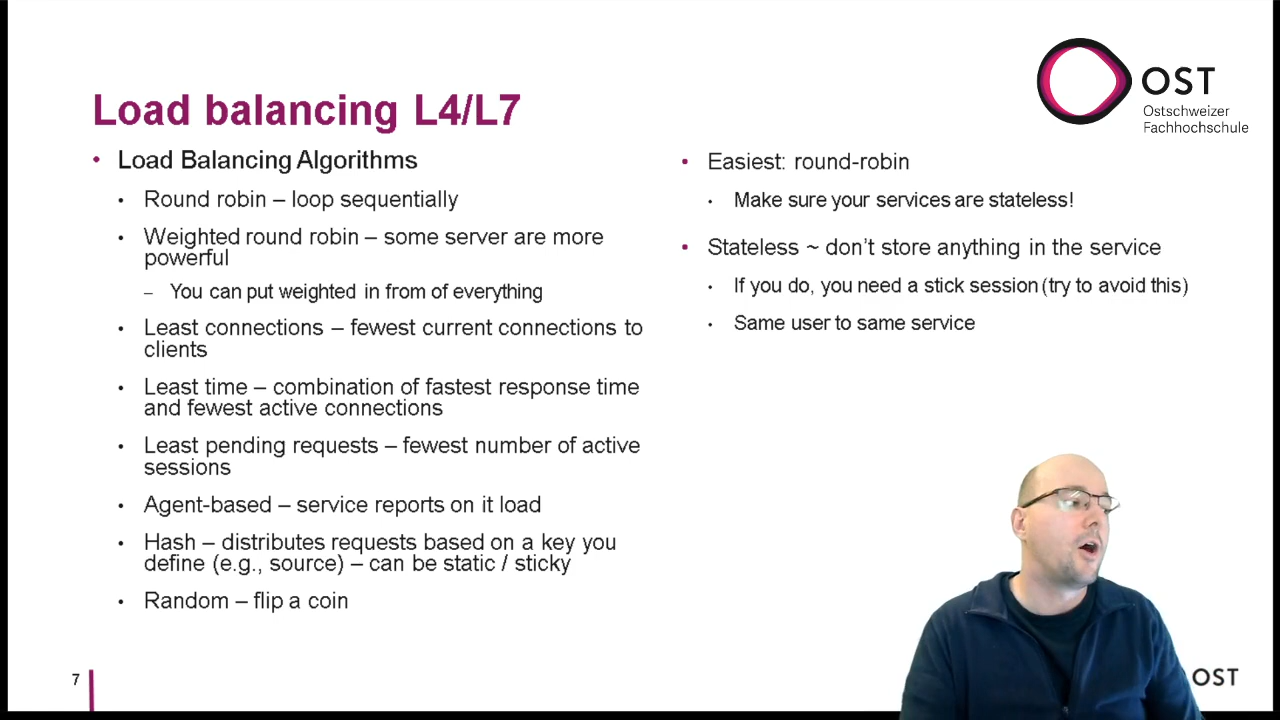 OST
Ostschweizer
Fachhochschule
Load balancing L4/L7
• Load Balancing Algorithms
• Round robin – loop sequentially
• Weighted round robin – some server are more
powerful
– You can put weighted in from of everything
• Least connections – fewest current connections to
clients
• Least time – combination of fastest response time
and fewest active connections
• Least pending requests – fewest number of active
sessions
• Agent-based – service reports on it load
• Hash – distributes requests based on a key you
define (e.g., source) – can be static / sticky
• Random – flip a coin
• Easiest: round-robin
• Make sure your services are stateless!
• Stateless ~ don't store anything in the service
• If you do, you need a stick session (try to avoid this)
• Same user to same service
7
OST